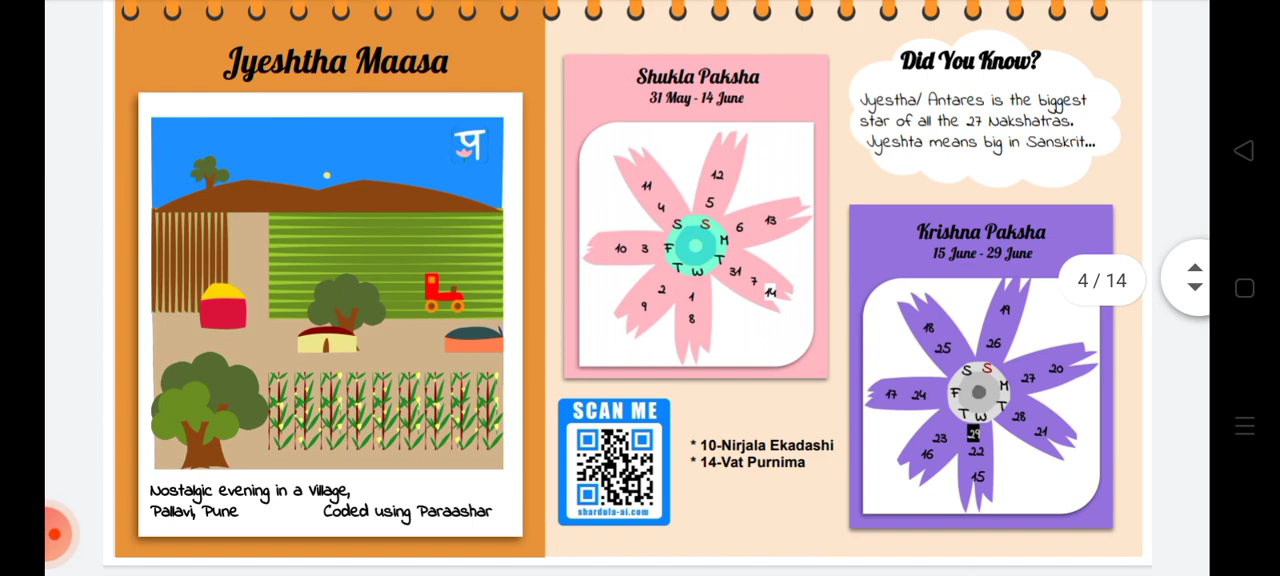 Jyeshtha Maasa
प
Nostalgic evening in a Village,
Pallavi, Pune Coded using Paraashar
Shukla Paksha
31 May - 14 June
11 12
4 5 13
S S 6
10 3 F M
T W T 31 7 14
2 1
9 8
SCAN ME
shardula-ai.com
* 10-Nirjala Ekadashi
* 14-Vat Purnima
Did You Know?
Jyestha/ Antares is the biggest
star of all the 27 Nakshatras.
Jyeshta means big in Sanskrit...
Krishna Paksha
15 June - 29 June
4 / 14
18 19
25 26
S S 27 20
17 24 F M
T W T 28
23 29 21
16 22
15